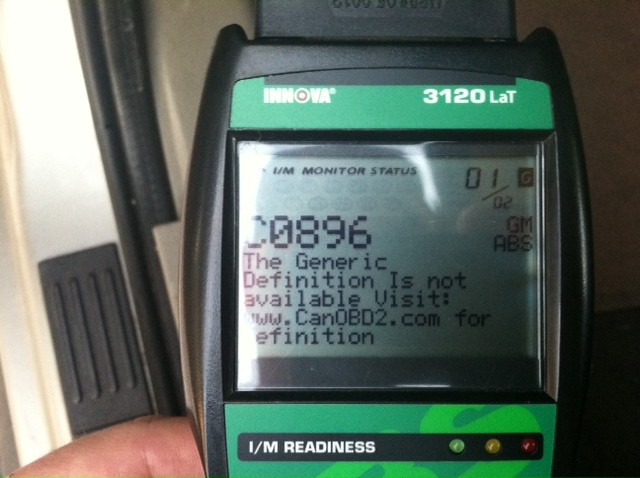 INNOVA® 3120 LaT
I/M MONITOR STATUS 01/02 G
C0896 GM
ABS
The Generic
Definition Is not
available Visit:
www.CanOBD2.com for
efinition
I/M READINESS